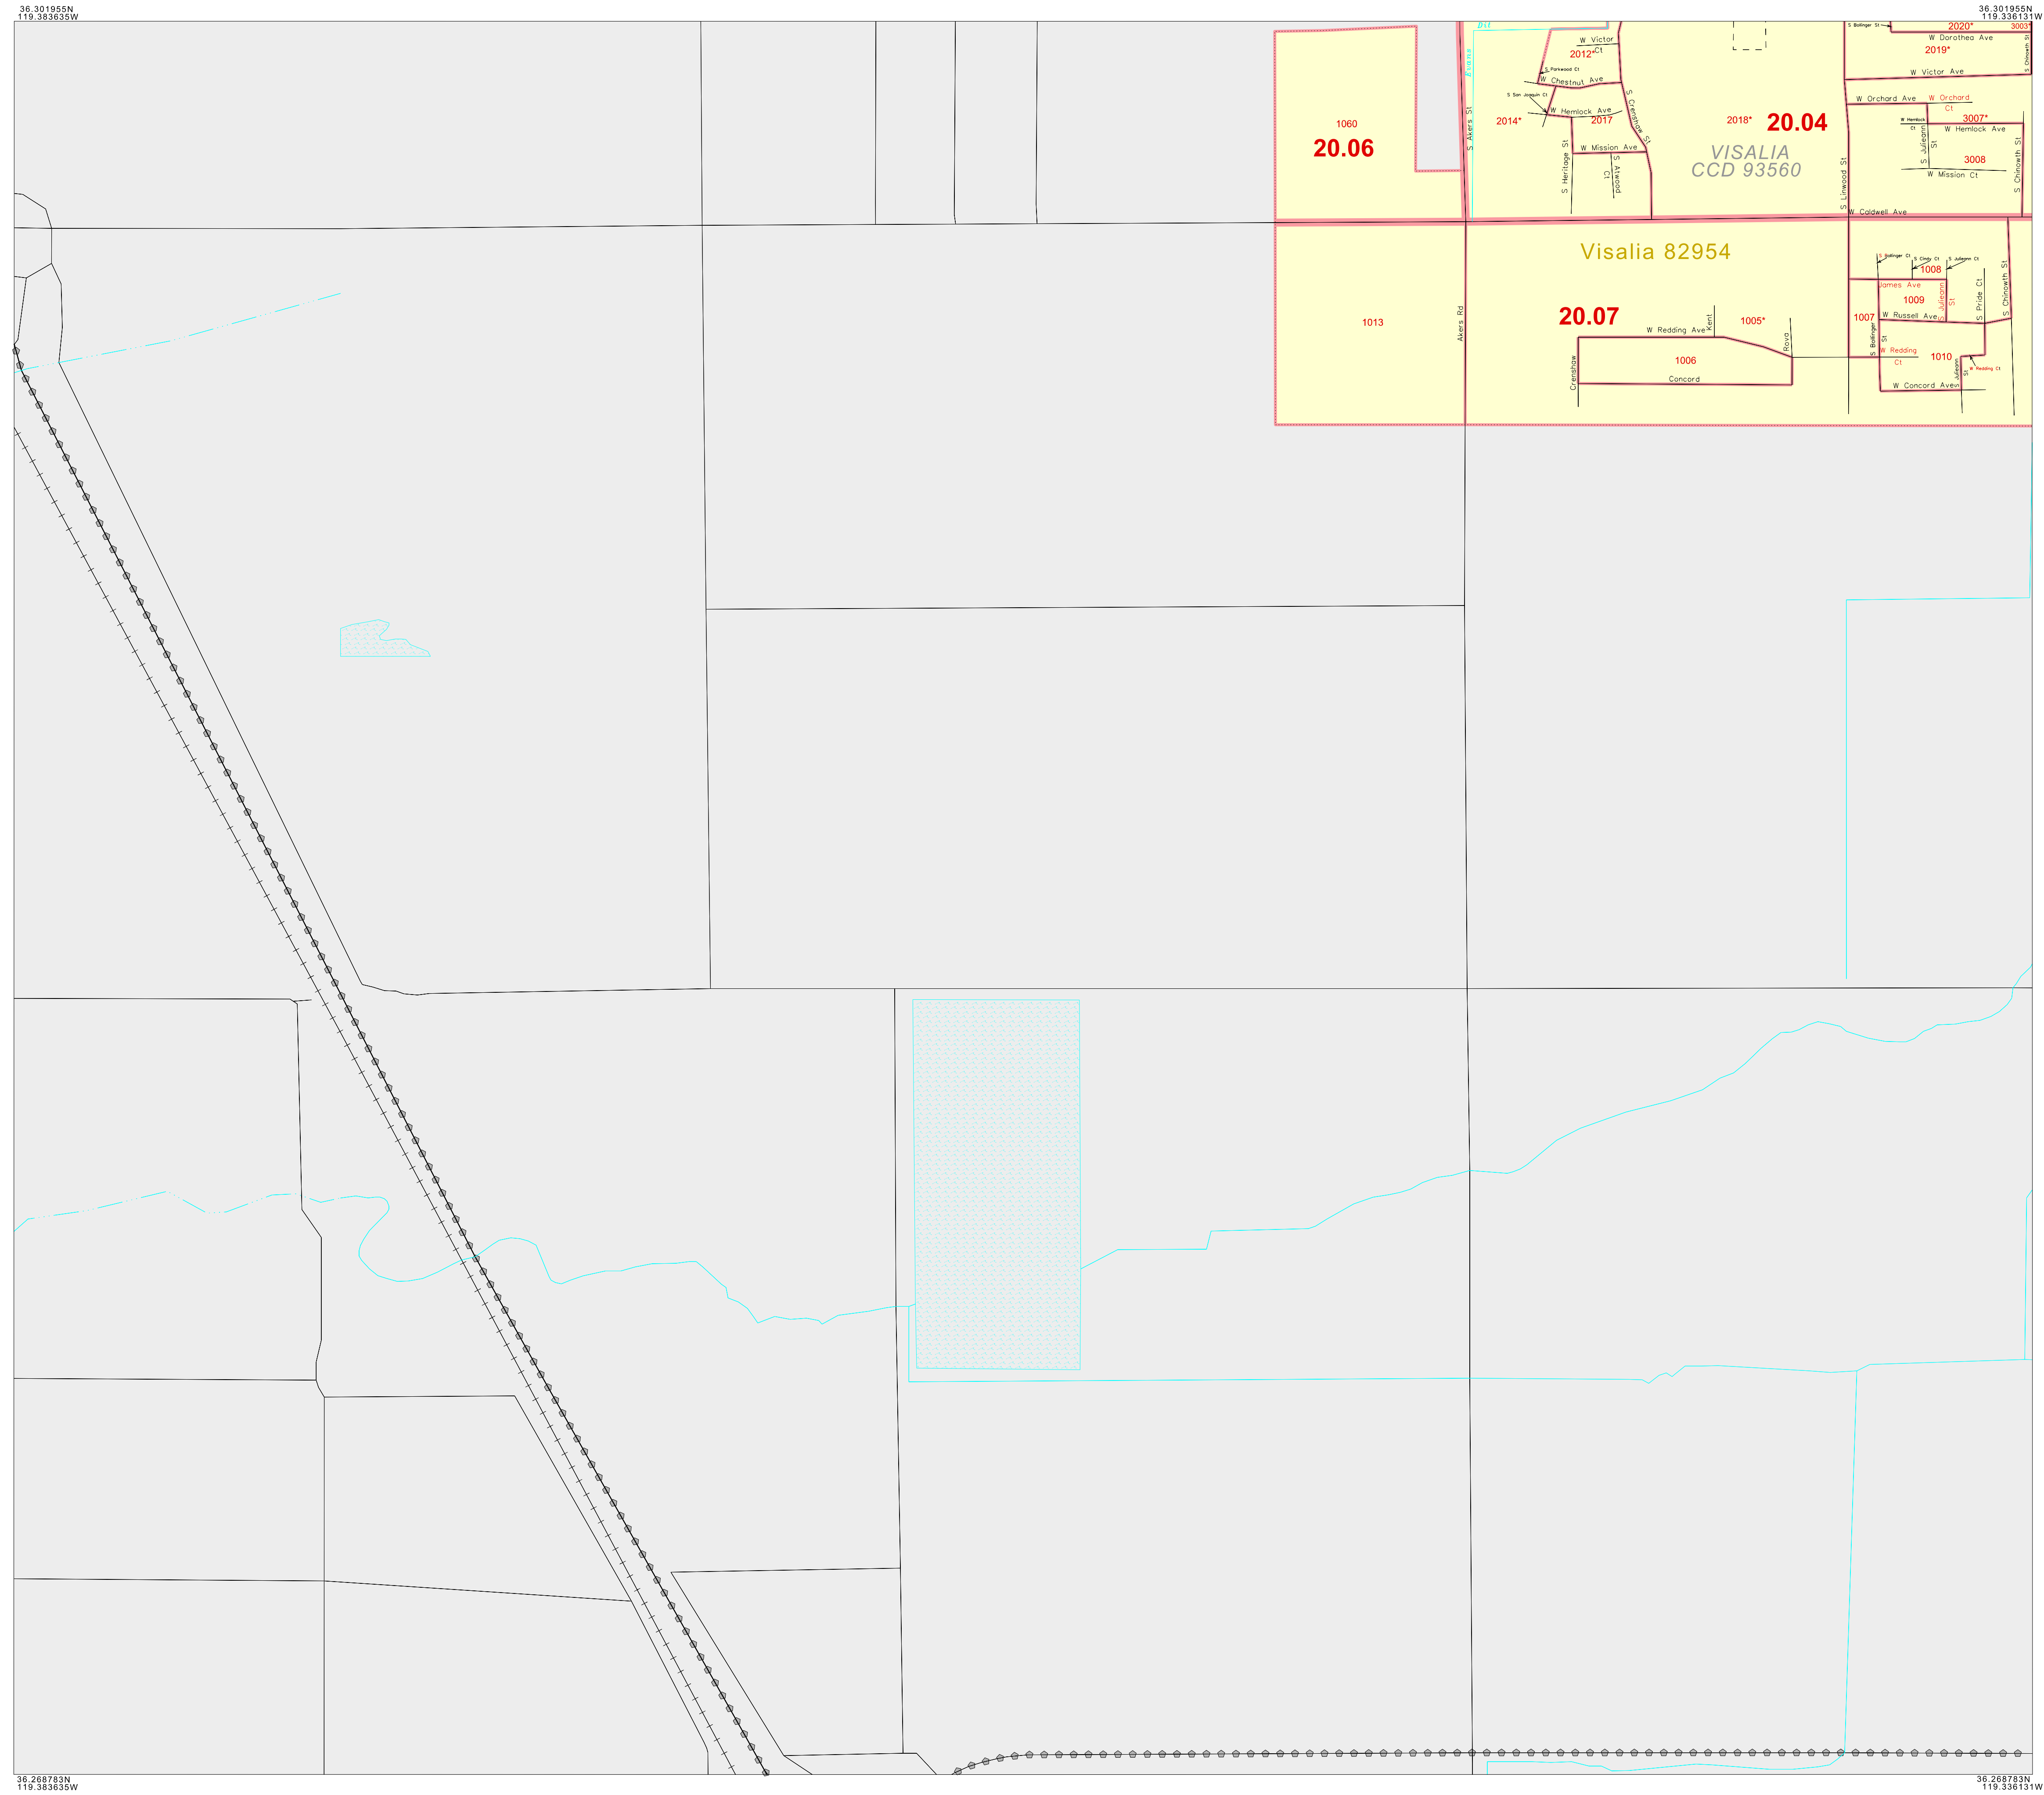 36.301955N
119.383635W
36.301955N
119.336131W
Evans
Dit
S Akers St
1060
20.06
W Victor
Ct
2012*
S Parkwood Ct
W Chestnut Ave
S San Joaquin Ct
W Hemlock Ave
2014*
2017
S Crenshaw St
W Mission Ave
S Heritage St
S Atwood
Ct
2018*
20.04
VISALIA
CCD 93560
S Linwood St
S Bollinger St
2020*
3003*
W Dorothea Ave
2019*
S Chinowth St
W Victor Ave
W Orchard Ave
W Orchard
Ct
W Hemlock
Ct
3007*
W Hemlock Ave
S Julieann
St
3008
W Mission Ct
S Chinowth St
W Caldwell Ave
Visalia 82954
20.07
1013
Akers Rd
W Redding Ave
Kent
1005*
Rova
1006
Crenshaw
Concord
S Bollinger Ct
S Cindy Ct
S Julieann Ct
1008
James Ave
1009
S Julieann
St
S Pride Ct
S Chinowth St
1007
W Russell Ave
S Bollinger
St
W Redding
Ct
1010
W Redding Ct
S Julieann
St
W Concord Ave
36.268783N
119.383635W
36.268783N
119.336131W